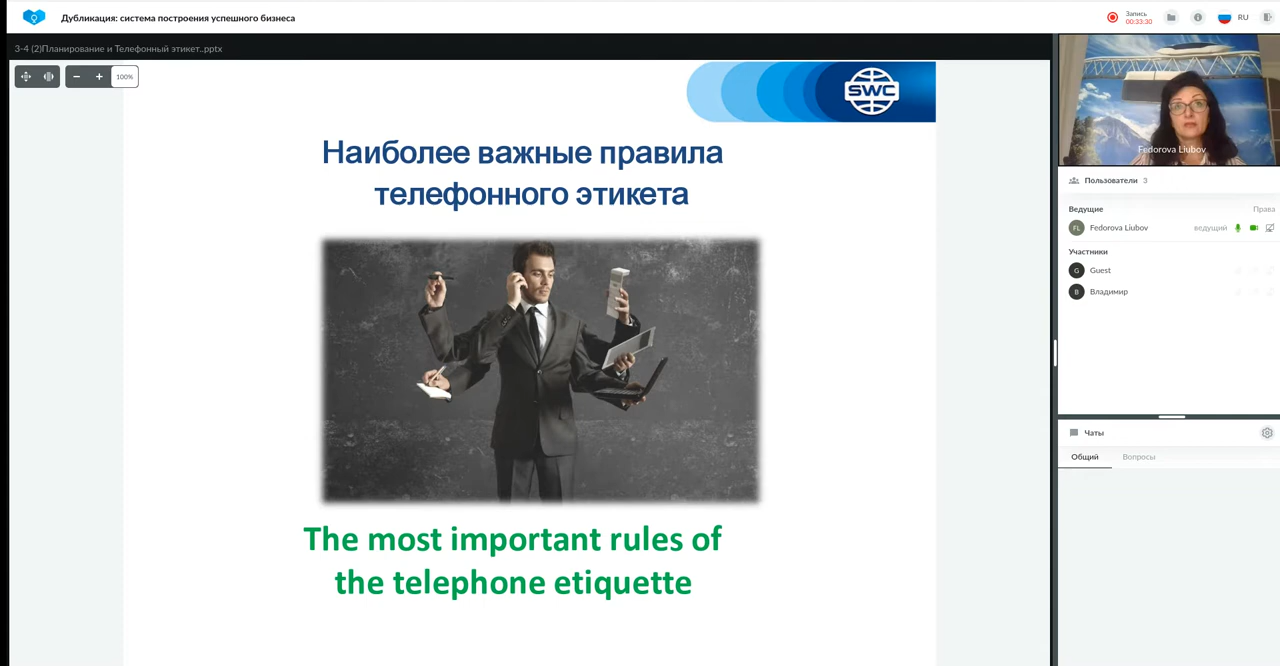 Дубликация: система построения успешного бизнеса
Запись
00:33:30
RU
3-4 (2)Планирование и Телефонный этикет..pptx
100%
SWC
Наиболее важные правила
телефонного этикета
The most important rules of
the telephone etiquette
Fedorova Liubov
Пользователи 3
Ведущие Права
FL Fedorova Liubov ведущий
Участники
G Guest
В Владимир
Чаты
Общий Вопросы